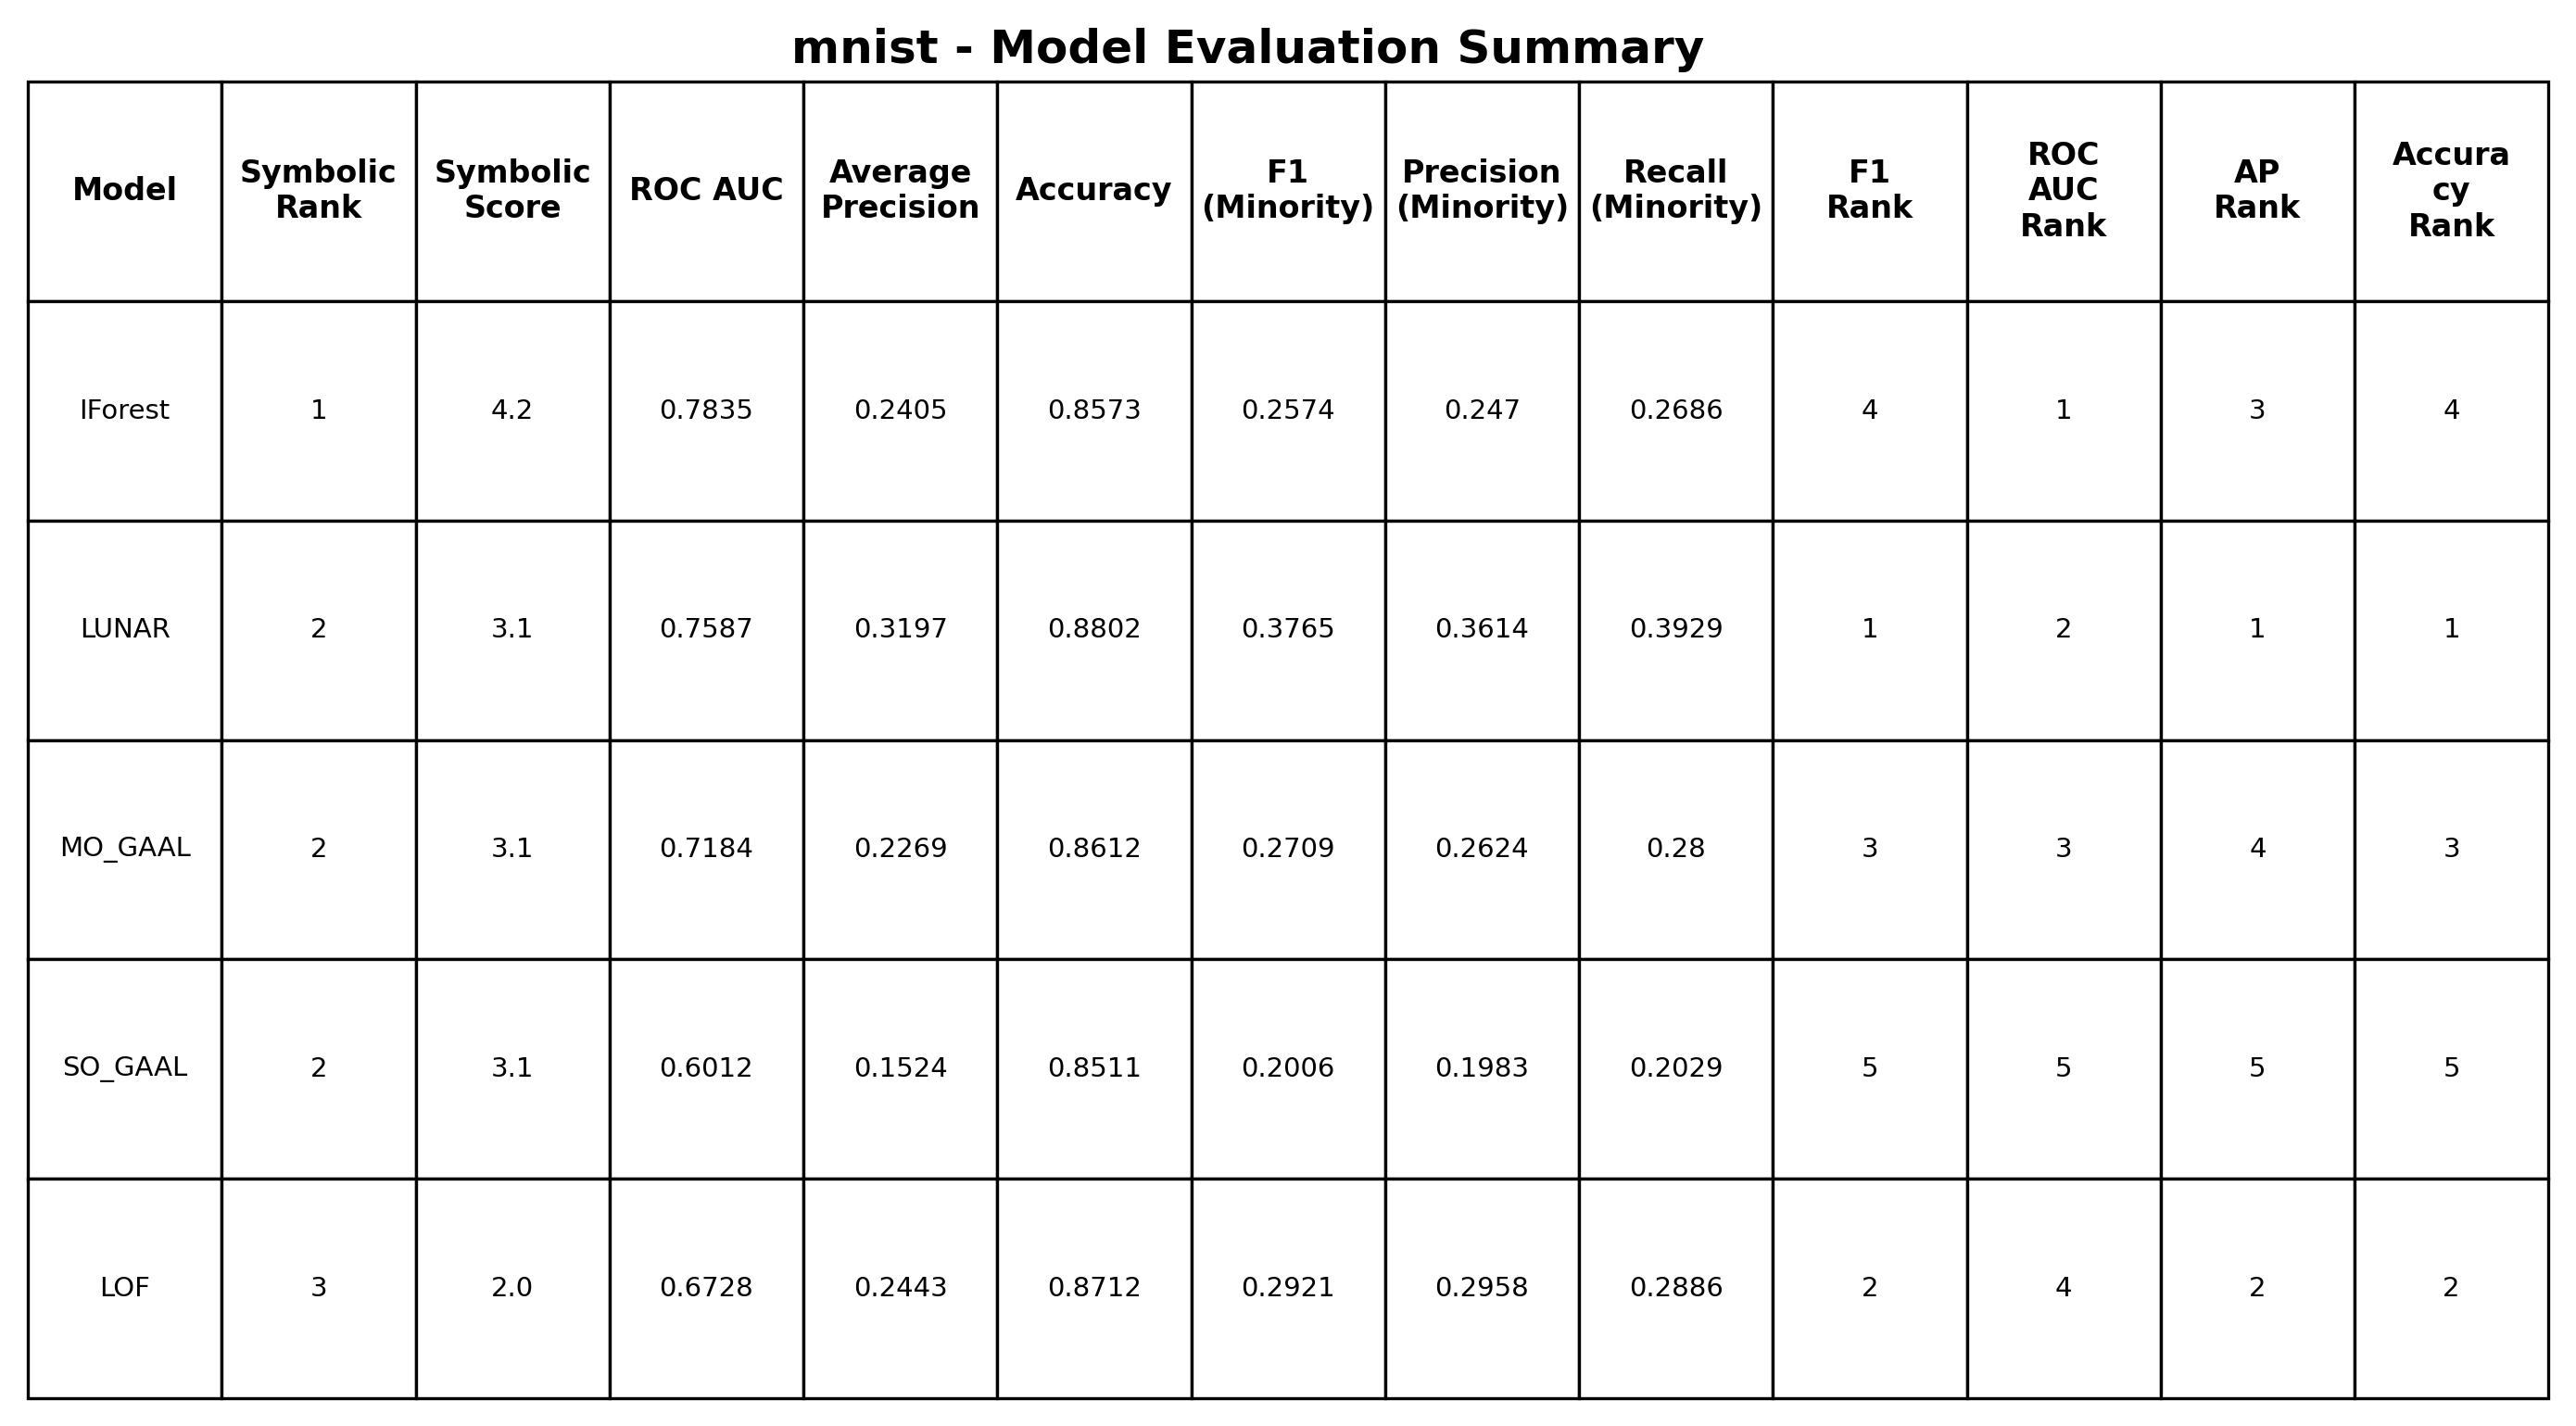 mnist - Model Evaluation Summary
Model Symbolic Rank Symbolic Score ROC AUC Average Precision Accuracy F1 (Minority) Precision (Minority) Recall (Minority) F1 Rank ROC AUC Rank AP Rank Accura cy Rank
IForest 1 4.2 0.7835 0.2405 0.8573 0.2574 0.247 0.2686 4 1 3 4
LUNAR 2 3.1 0.7587 0.3197 0.8802 0.3765 0.3614 0.3929 1 2 1 1
MO_GAAL 2 3.1 0.7184 0.2269 0.8612 0.2709 0.2624 0.28 3 3 4 3
SO_GAAL 2 3.1 0.6012 0.1524 0.8511 0.2006 0.1983 0.2029 5 5 5 5
LOF 3 2.0 0.6728 0.2443 0.8712 0.2921 0.2958 0.2886 2 4 2 2